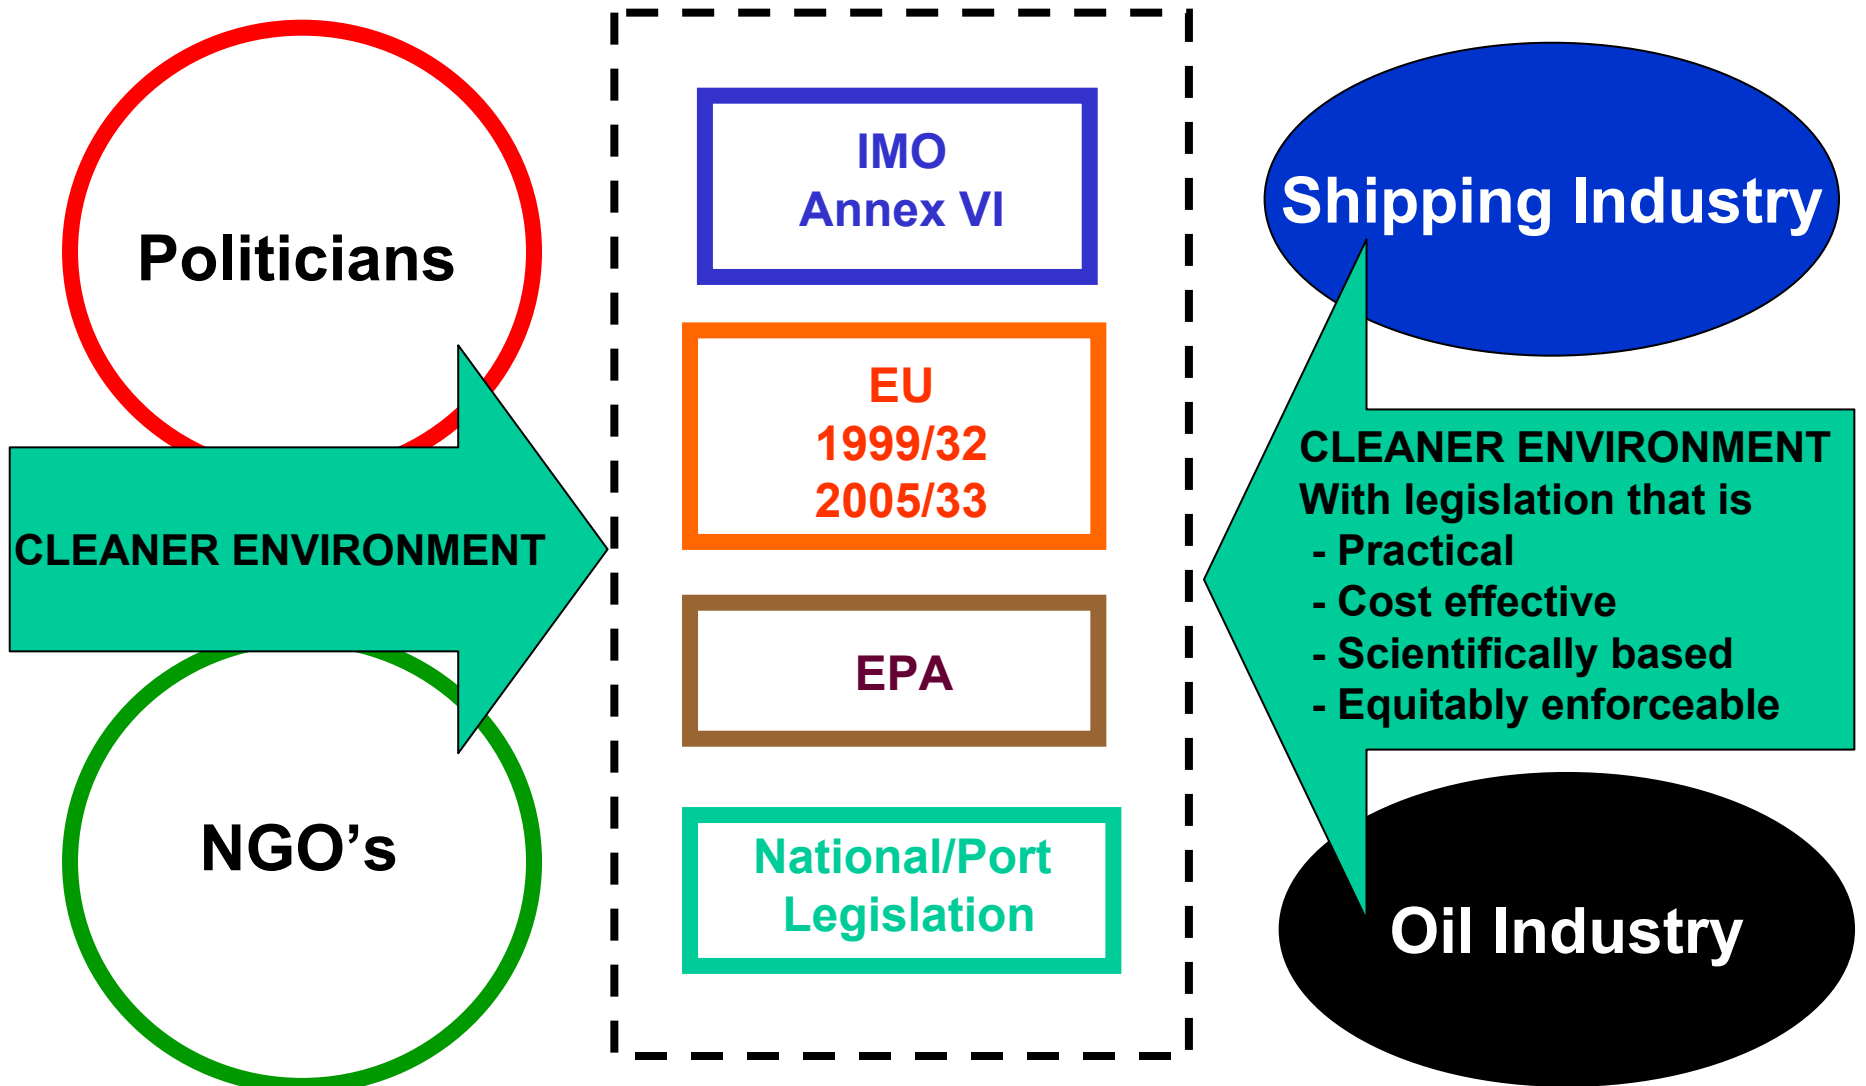 Politicians
CLEANER ENVIRONMENT
NGO’s
IMO
Annex VI
EU
1999/32
2005/33
EPA
National/Port
Legislation
Shipping Industry
CLEANER ENVIRONMENT
With legislation that is
- Practical
- Cost effective
- Scientifically based
- Equitably enforceable
Oil Industry